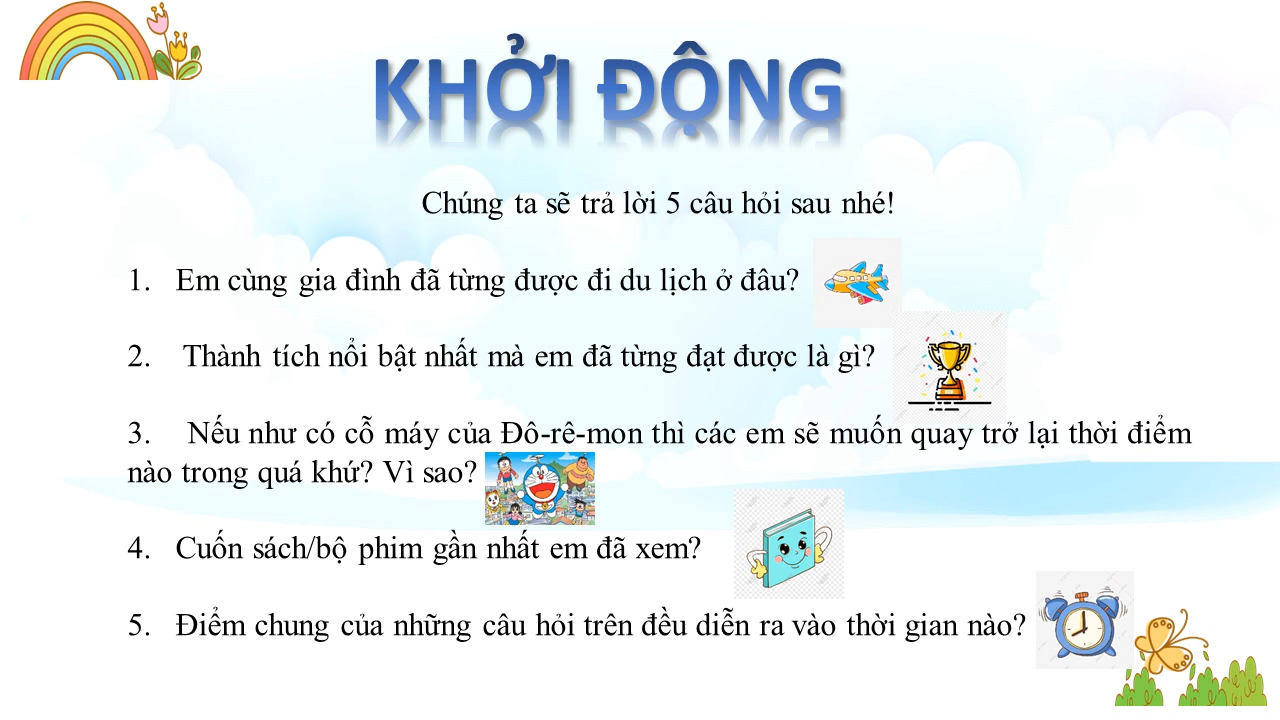 KHỞI ĐỘNG
Chúng ta sẽ trả lời 5 câu hỏi sau nhé!
1. Em cùng gia đình đã từng được đi du lịch ở đâu?
2. Thành tích nổi bật nhất mà em đã từng đạt được là gì?
3. Nếu như có cỗ máy của Đô-rê-mon thì các em sẽ muốn quay trở lại thời điểm
nào trong quá khứ? Vì sao?
4. Cuốn sách/bộ phim gần nhất em đã xem?
5. Điểm chung của những câu hỏi trên đều diễn ra vào thời gian nào?